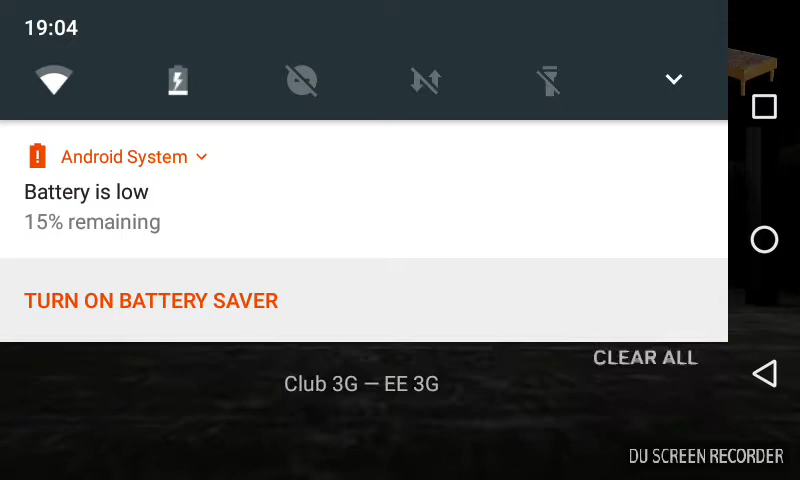 19:04
Android System
Battery is low
15% remaining
TURN ON BATTERY SAVER
CLEAR ALL
Club 3G — EE 3G
DU SCREEN RECORDER